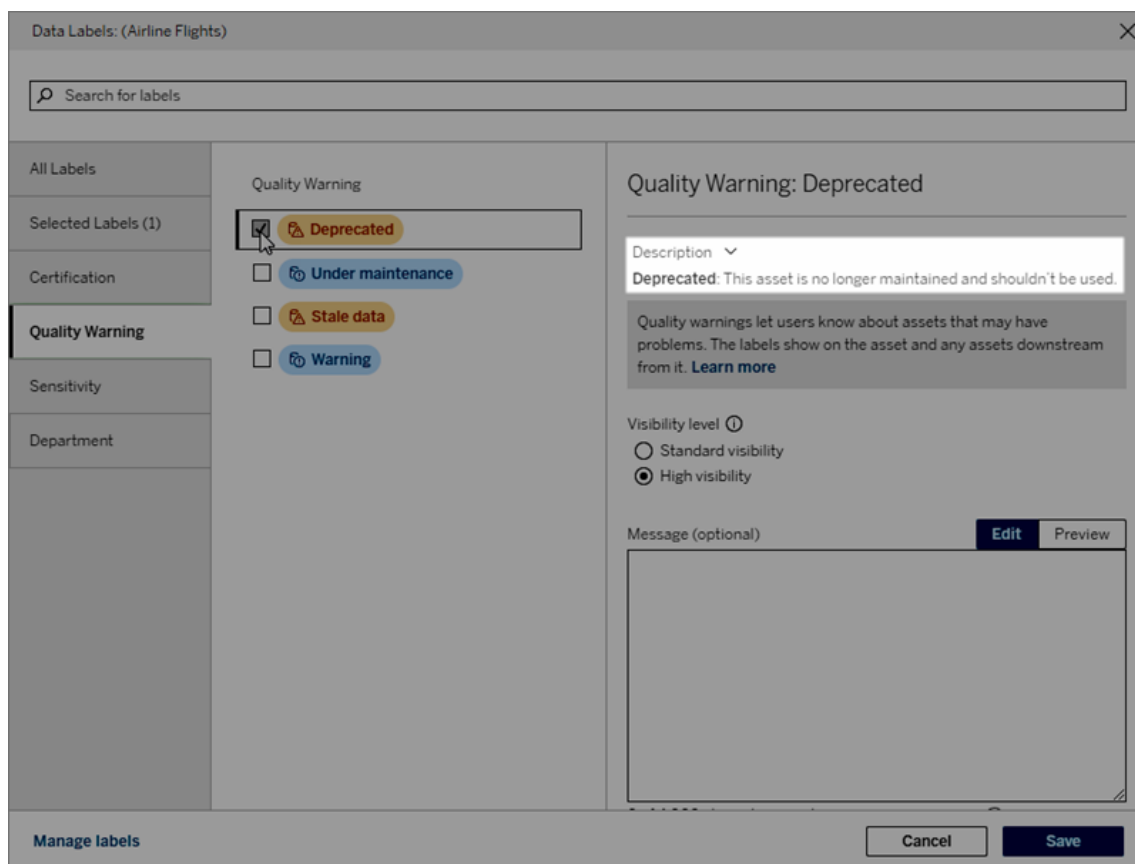 Data Labels: (Airline Flights)
Search for labels
All Labels
Selected Labels (1)
Certification
Quality Warning
Sensitivity
Department
Quality Warning
Deprecated
Under maintenance
Stale data
Warning
Quality Warning: Deprecated
Description
Deprecated: This asset is no longer maintained and shouldn't be used.
Quality warnings let users know about assets that may have
problems. The labels show on the asset and any assets downstream
from it. Learn more
Visibility level
Standard visibility
High visibility
Message (optional)
Edit
Preview
Manage labels
Cancel
Save